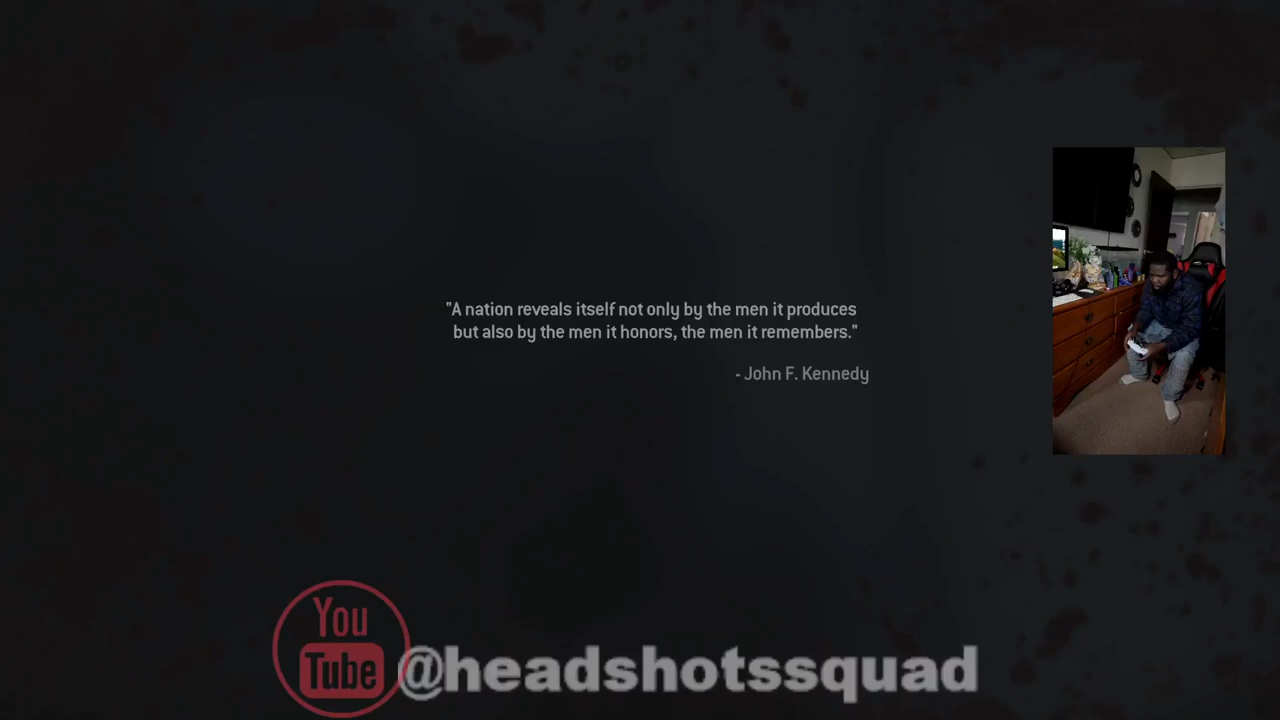 "A nation reveals itself not only by the men it produces
but also by the men it honors, the men it remembers."
- John F. Kennedy
You
Tube
@headshotssquad